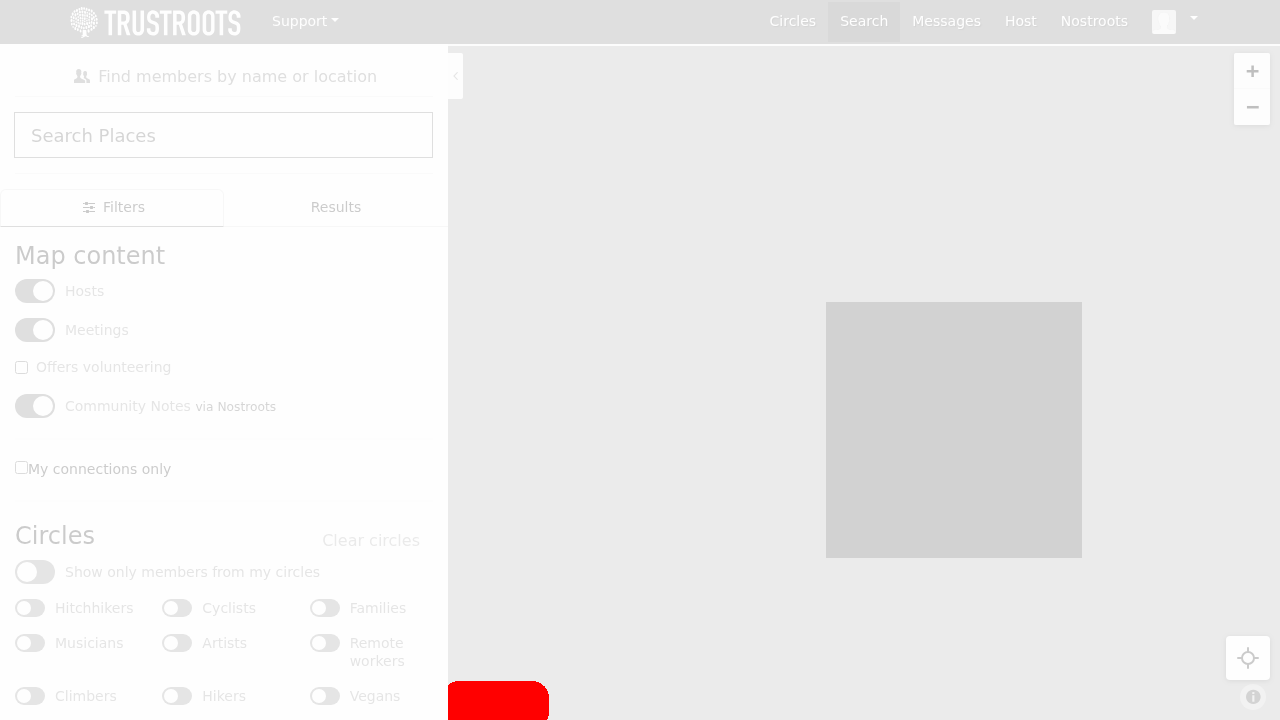 TRUSTROOTS Support Circles Search Messages Host Nostroots
Find members by name or location
Search Places
Filters Results
Map content
Hosts
Meetings
Offers volunteering
Community Notes via Nostroots
My connections only
Circles Clear circles
Show only members from my circles
Hitchhikers Cyclists Families
Musicians Artists Remote workers
Climbers Hikers Vegans